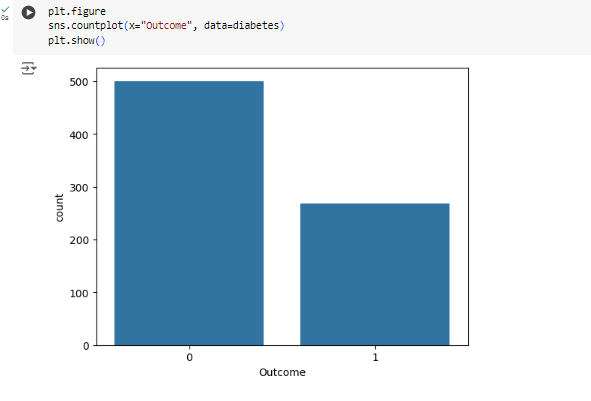 plt.figure
sns.countplot(x="Outcome", data=diabetes)
plt.show()
0s
500
400
300
200
100
0
count
0 1
Outcome